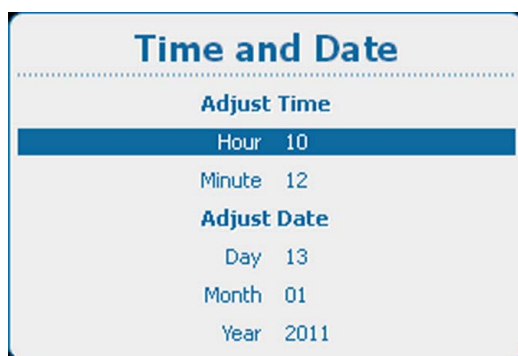 Time and Date
Adjust Time
Hour 10
Minute 12
Adjust Date
Day 13
Month 01
Year 2011